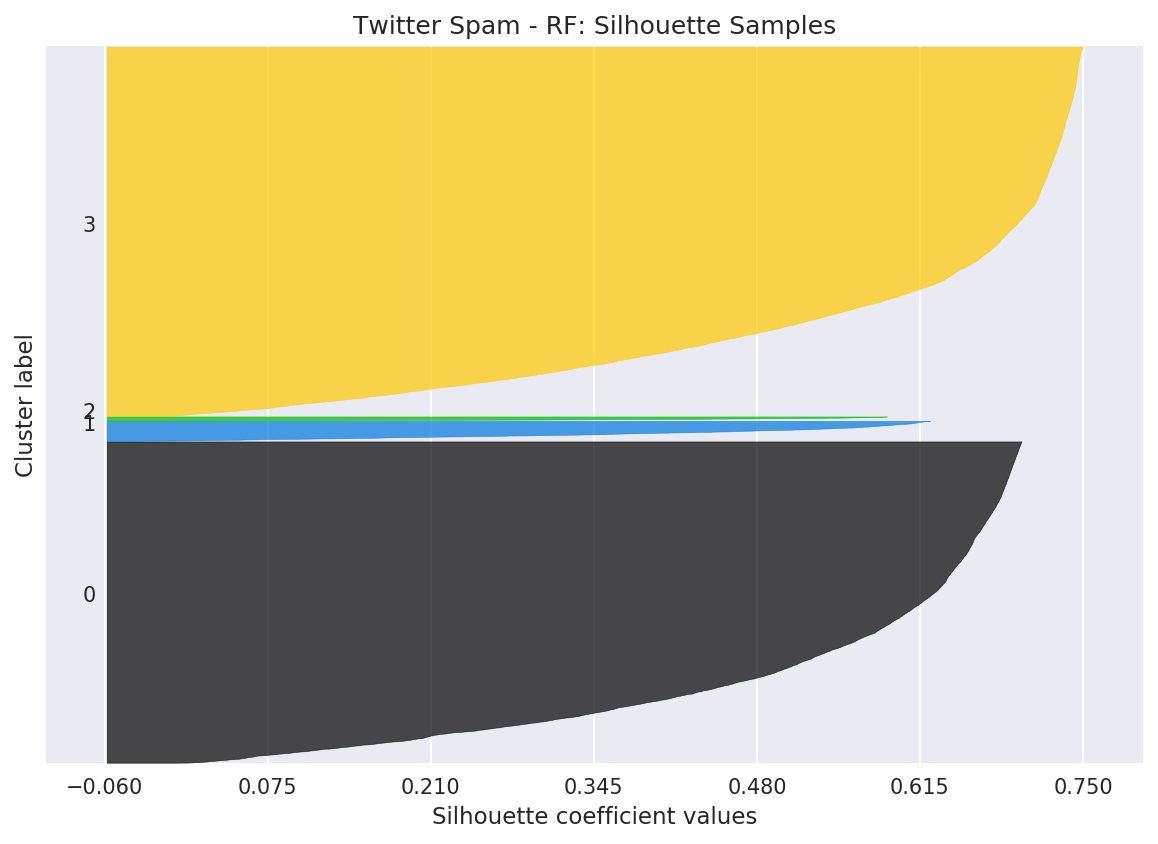 Twitter Spam - RF: Silhouette Samples
3
2
1
0
Cluster label
−0.060 0.075 0.210 0.345 0.480 0.615 0.750
Silhouette coefficient values